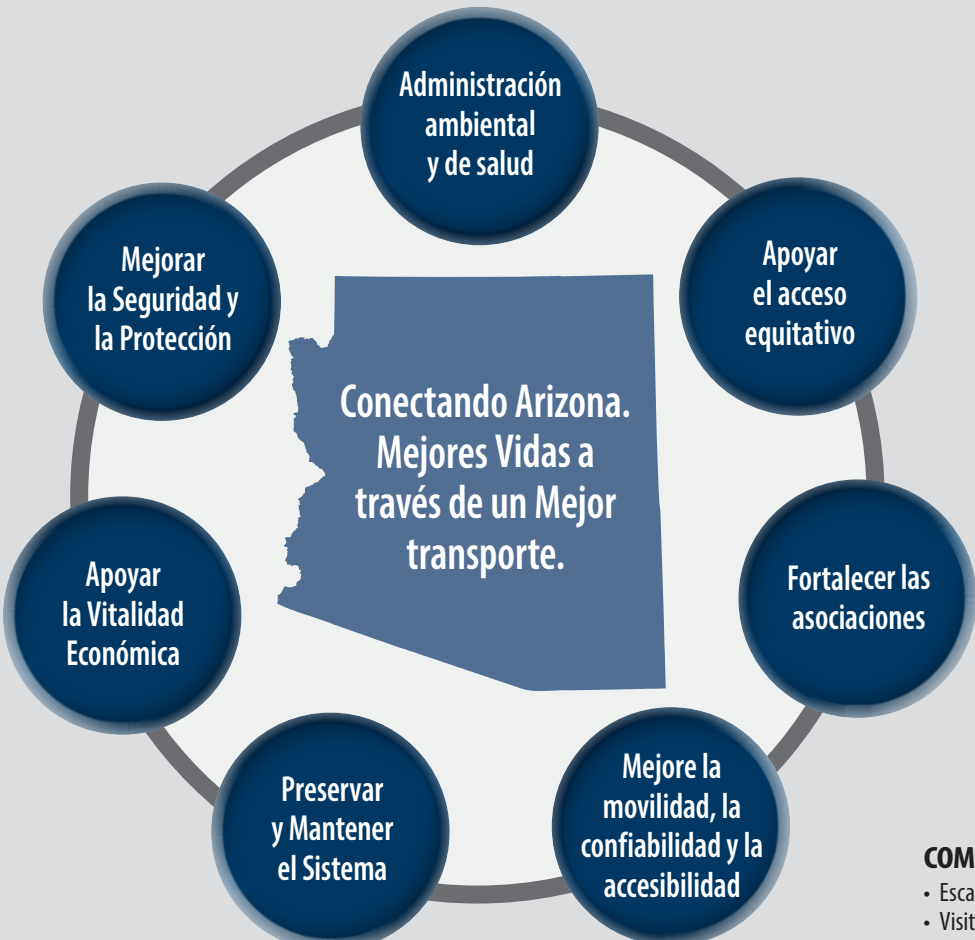 Administración
ambiental
y de salud
Mejorar
la Seguridad y
la Protección
Apoyar
el acceso
equitativo
Conectando Arizona.
Mejores Vidas a
través de un Mejor
transporte.
Apoyar
la Vitalidad
Económica
Fortalecer las
asociaciones
Preservar
y Mantener
el Sistema
Mejore la
movilidad, la
confiabilidad y la
accesibilidad